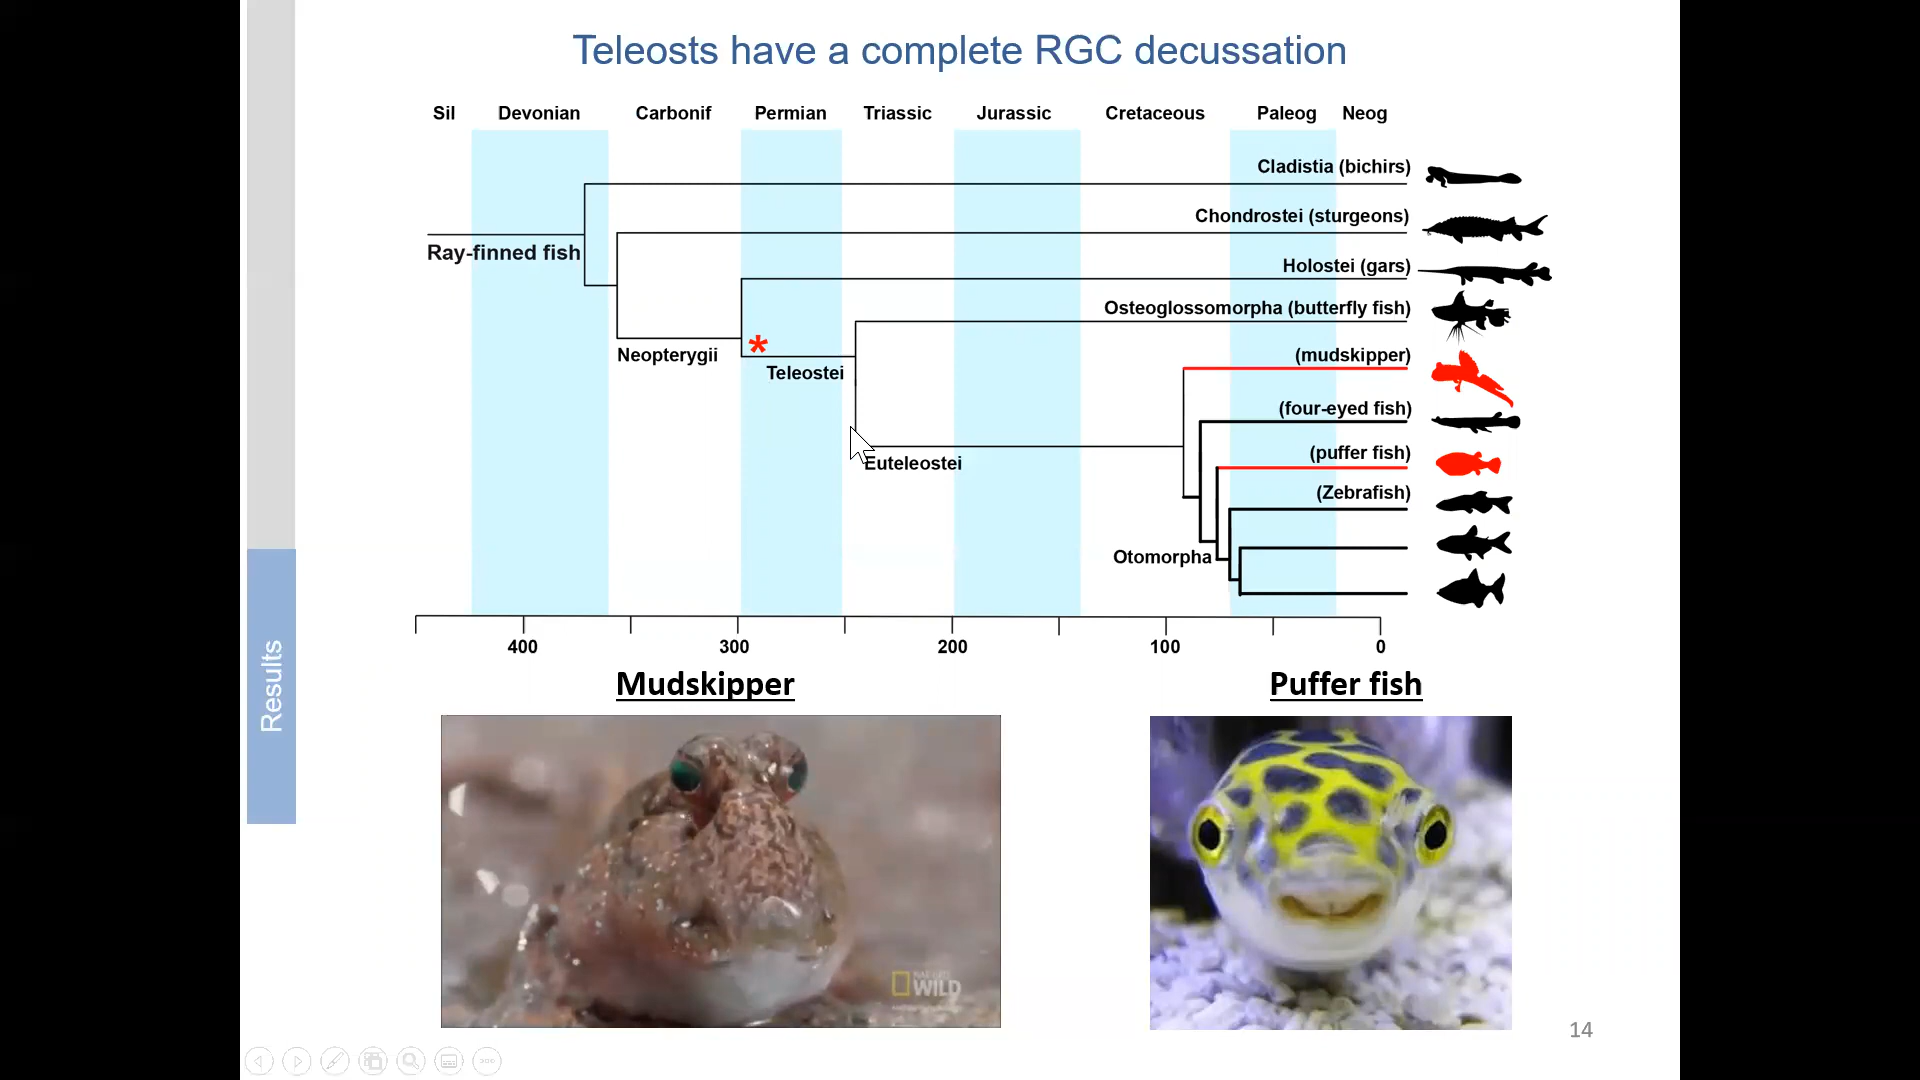 Teleosts have a complete RGC decussation
Sil Devonian Carbonif Permian Triassic Jurassic Cretaceous Paleog Neog
Cladistia (bichirs)
Chondrostei (sturgeons)
Ray-finned fish
Holostei (gars)
Osteoglossomorpha (butterfly fish)
*
Neopterygii
(mudskipper)
Teleostei
(four-eyed fish)
(puffer fish)
Euteleostei
(Zebrafish)
Otomorpha
400 300 200 100 0
Results
Mudskipper Puffer fish
WILD
14